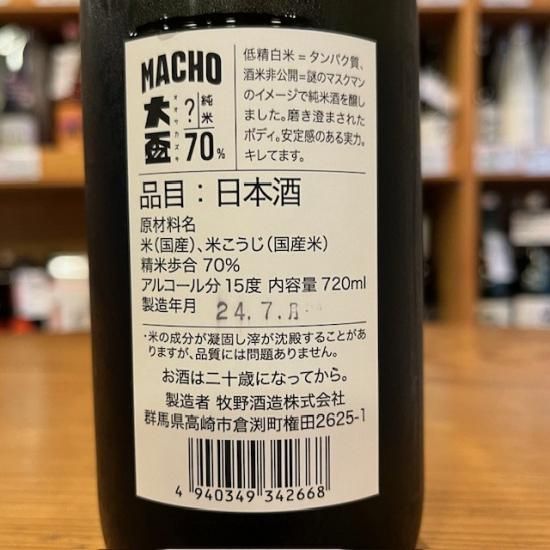 MACHO
大盃
オオサカズキ
?
純米
70%
低精白米=タンパク質、
酒米非公開=謎のマスクマン
のイメージで純米酒を醸し
ました。磨き澄まされた
ボディ。安定感のある実力。
キレてます。
品目:日本酒
原材料名
米(国産)、米こうじ(国産米)
精米歩合 70%
アルコール分 15度 内容量 720ml
製造年月 24.7.月
・米の成分が凝固し滓が沈殿することがあ
りますが、品質には問題ありません。
お酒は二十歳になってから。
製造者 牧野酒造株式会社
群馬県高崎市倉渕町権田2625-1
4 940349 342668